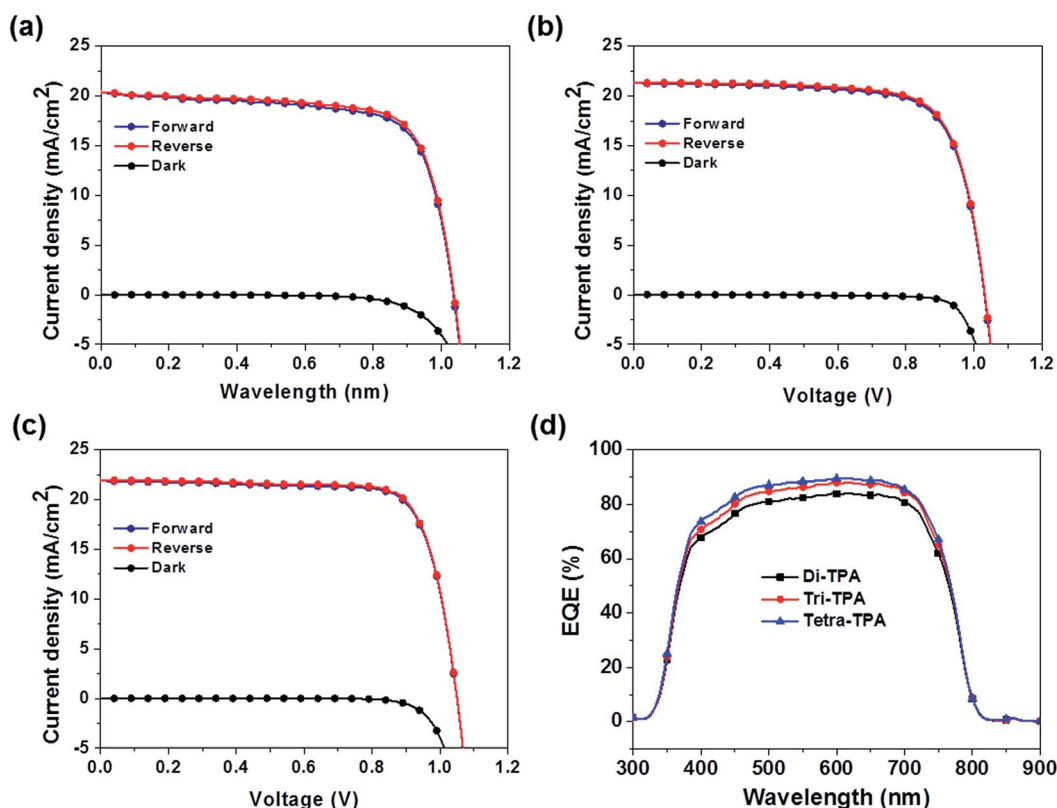 (a)
25
20
15
10
5
0
-5
Current density (mA/cm²)
Forward
Reverse
Dark
0.0 0.2 0.4 0.6 0.8 1.0 1.2
Wavelength (nm)
(b)
25
20
15
10
5
0
-5
Current density (mA/cm²)
Forward
Reverse
Dark
0.0 0.2 0.4 0.6 0.8 1.0 1.2
Voltage (V)
(c)
25
20
15
10
5
0
-5
Current density (mA/cm²)
Forward
Reverse
Dark
0.0 0.2 0.4 0.6 0.8 1.0 1.2
Voltage (V)
(d)
100
80
60
40
20
0
EQE (%)
Di-TPA
Tri-TPA
Tetra-TPA
300 400 500 600 700 800 900
Wavelength (nm)